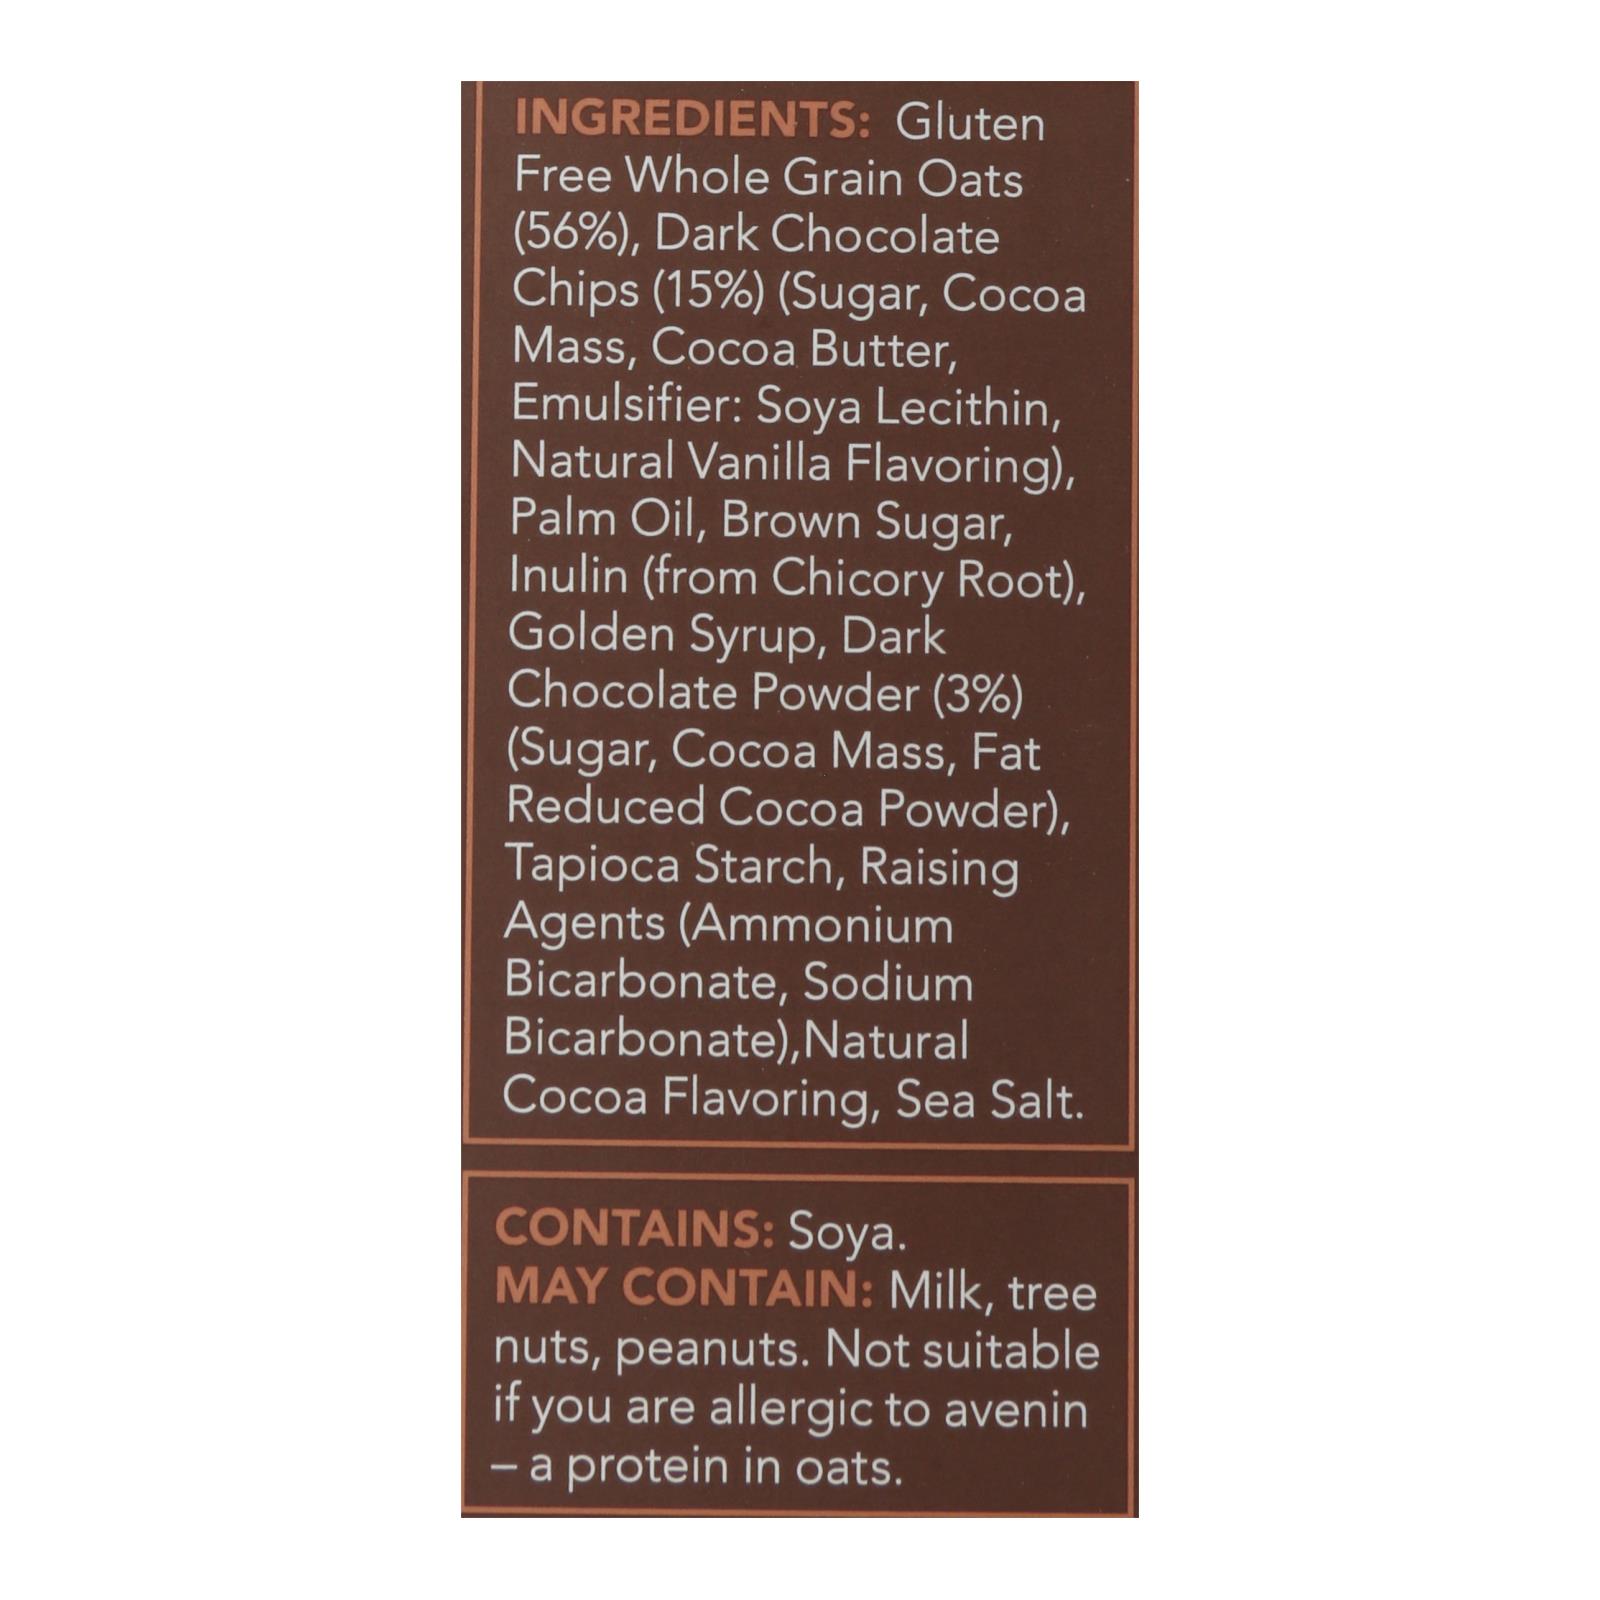 INGREDIENTS: Gluten
Free Whole Grain Oats
(56%), Dark Chocolate
Chips (15%) (Sugar, Cocoa
Mass, Cocoa Butter,
Emulsifier: Soya Lecithin,
Natural Vanilla Flavoring),
Palm Oil, Brown Sugar,
Inulin (from Chicory Root),
Golden Syrup, Dark
Chocolate Powder (3%)
(Sugar, Cocoa Mass, Fat
Reduced Cocoa Powder),
Tapioca Starch, Raising
Agents (Ammonium
Bicarbonate, Sodium
Bicarbonate),Natural
Cocoa Flavoring, Sea Salt.
CONTAINS: Soya.
MAY CONTAIN: Milk, tree
nuts, peanuts. Not suitable
if you are allergic to avenin
– a protein in oats.